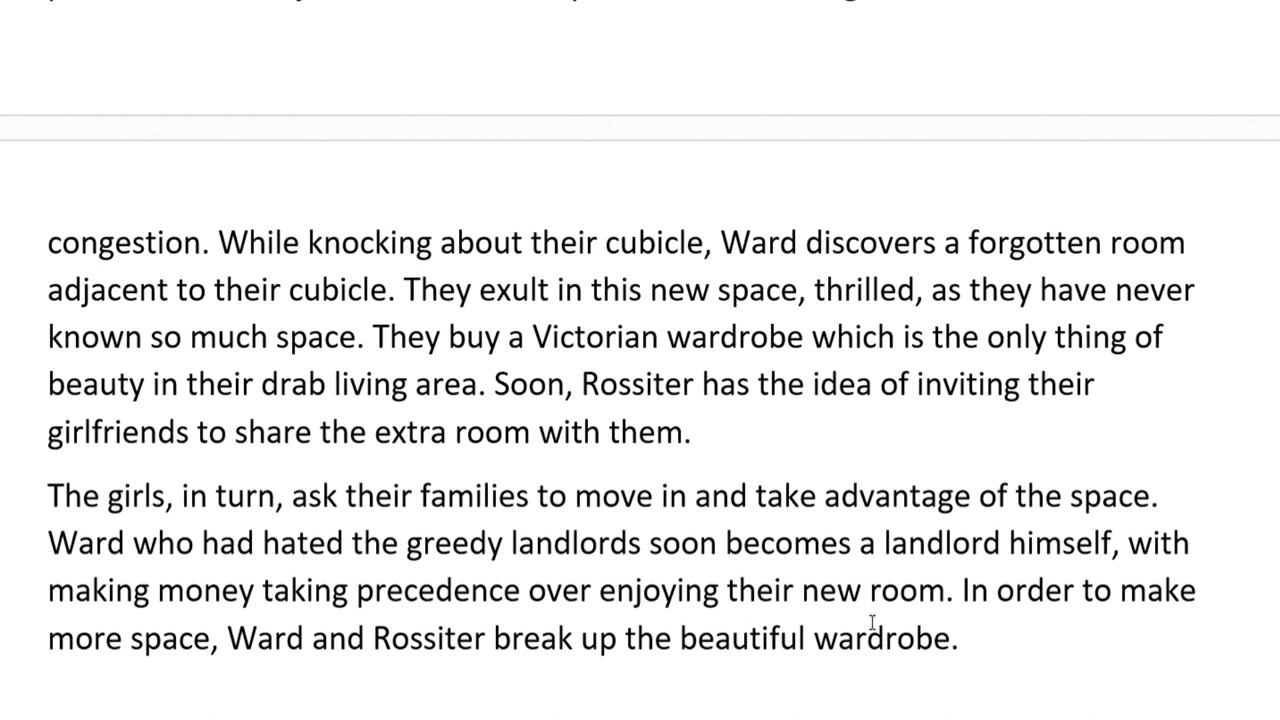 congestion. While knocking about their cubicle, Ward discovers a forgotten room
adjacent to their cubicle. They exult in this new space, thrilled, as they have never
known so much space. They buy a Victorian wardrobe which is the only thing of
beauty in their drab living area. Soon, Rossiter has the idea of inviting their
girlfriends to share the extra room with them.
The girls, in turn, ask their families to move in and take advantage of the space.
Ward who had hated the greedy landlords soon becomes a landlord himself, with
making money taking precedence over enjoying their new room. In order to make
more space, Ward and Rossiter break up the beautiful wardrobe.